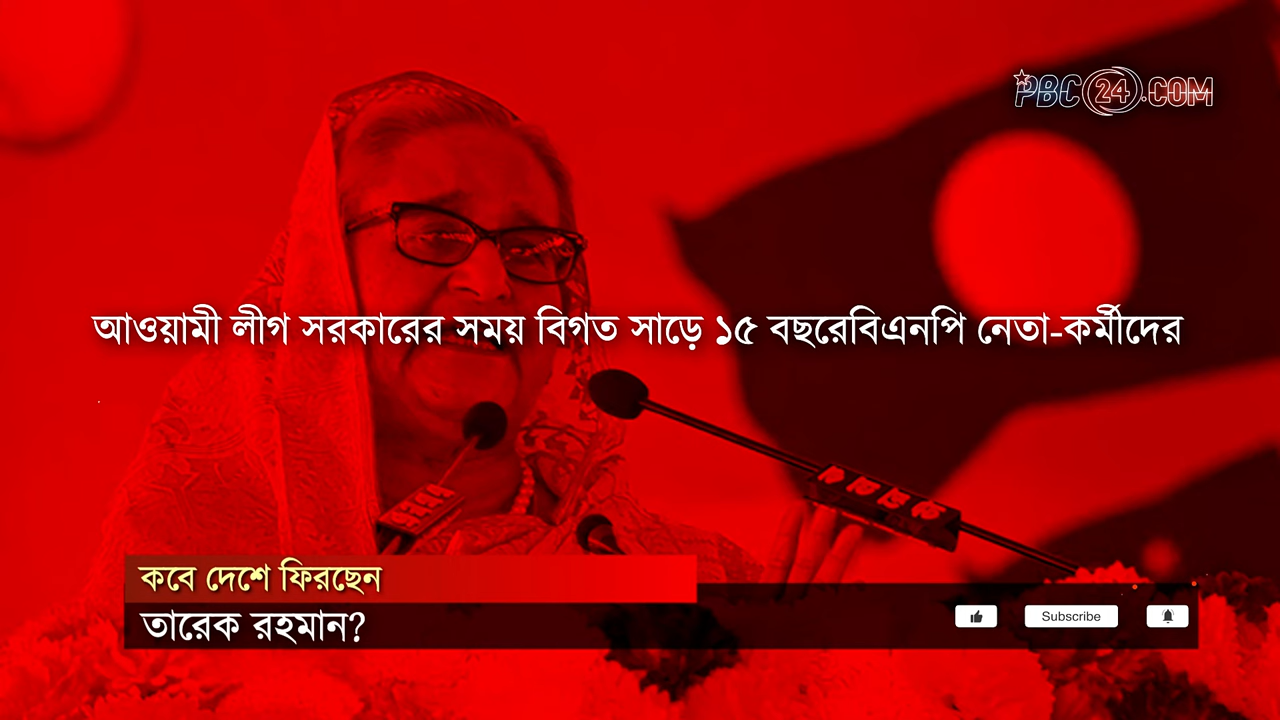 PBC24.COM
আওয়ামী লীগ সরকারের সময় বিগত সাড়ে ১৫ বছরেবিএনপি নেতা-কর্মীদের
কবে দেশে ফিরছেন
তারেক রহমান?
Subscribe